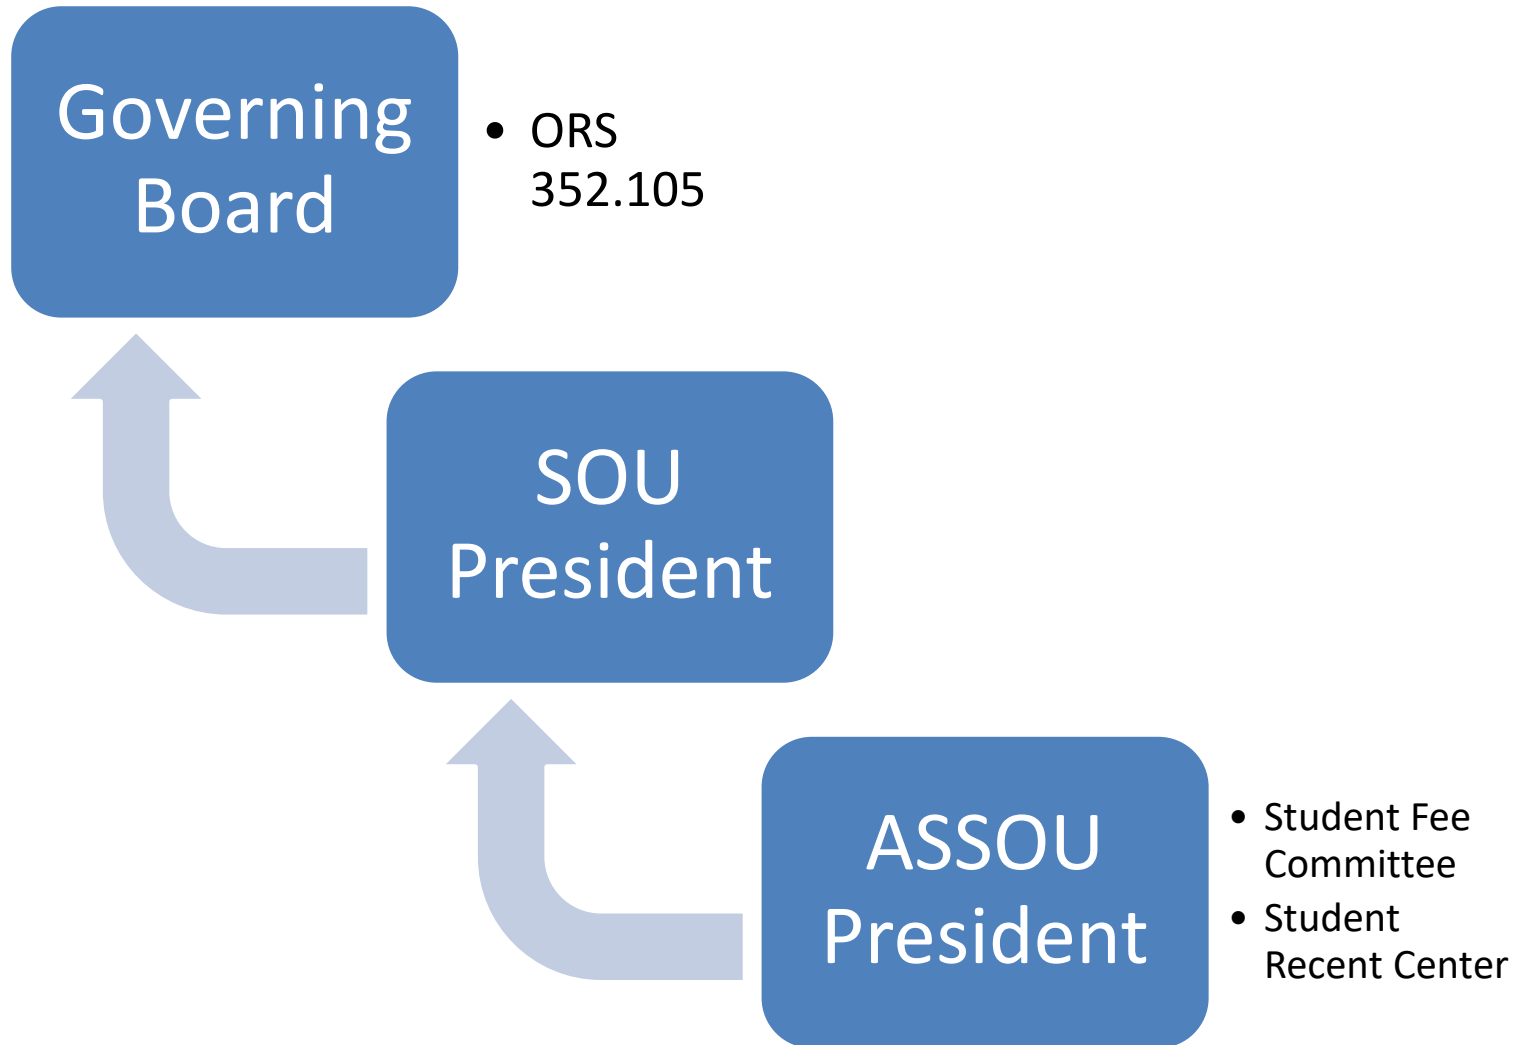 Governing
Board
• ORS
352.105
SOU
President
ASSOU
President
• Student Fee
Committee
• Student
Recent Center